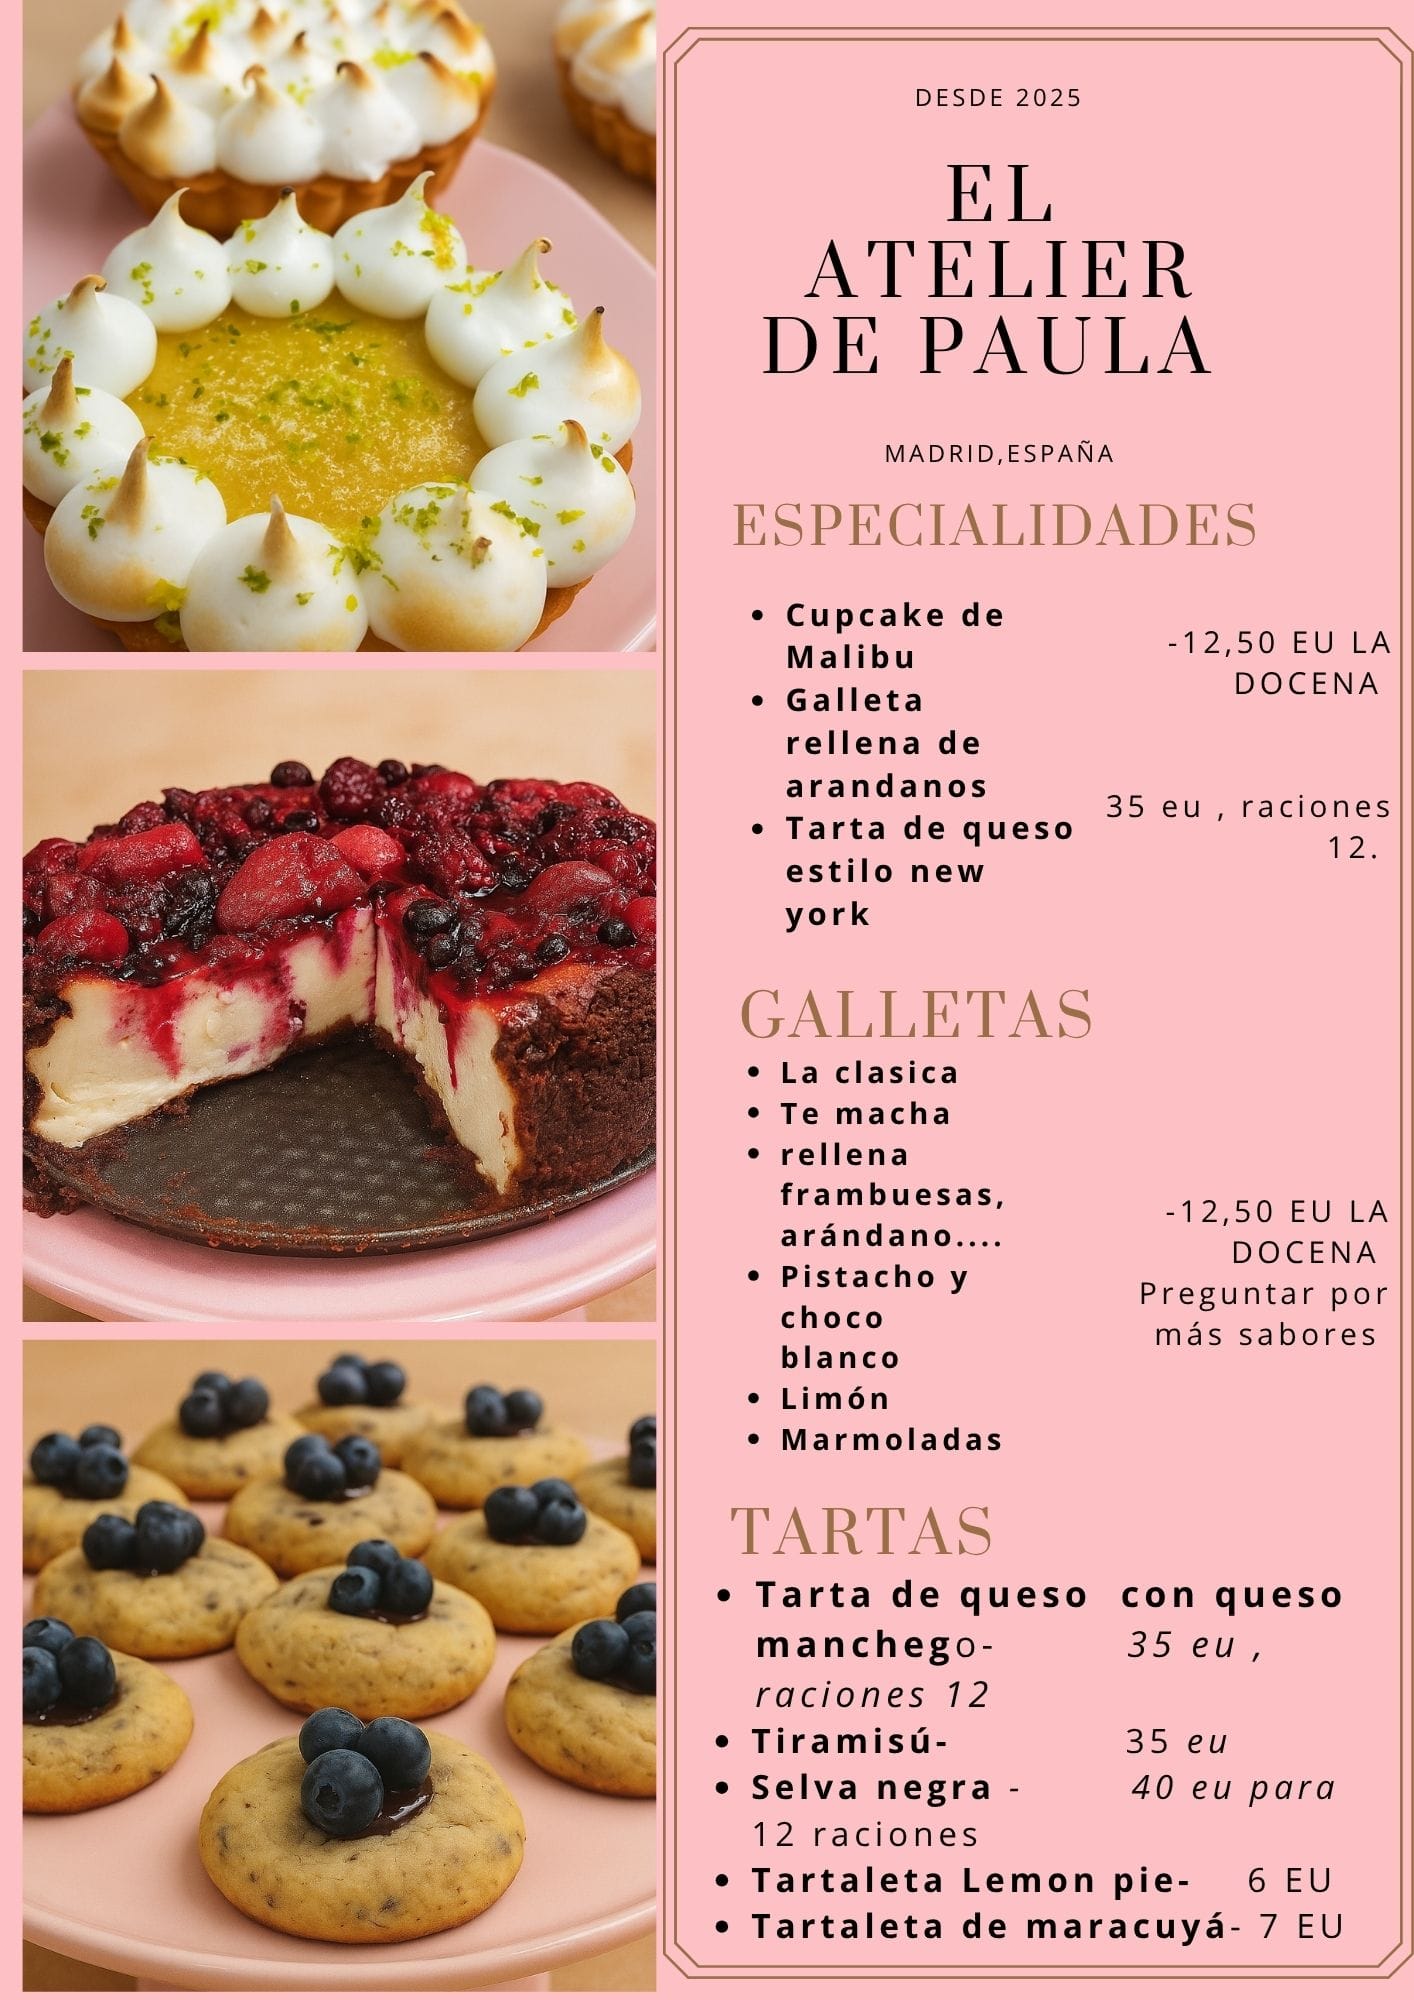 DESDE 2025
EL
ATELIER
DE PAULA
MADRID,ESPAÑA
ESPECIALIDADES
• Cupcake de
Malibu
• Galleta
rellena de
arandanos
• Tarta de queso
estilo new
york
-12,50 EU LA
DOCENA
35 eu , raciones
12.
GALLETAS
• La clasica
• Te macha
• rellena
frambuesas,
arándano....
• Pistacho y
choco
blanco
• Limón
• Marmoladas
-12,50 EU LA
DOCENA
Preguntar por
más sabores
TARTAS
• Tarta de queso con queso
manchego- 35 eu ,
raciones 12
• Tiramisú- 35 eu
• Selva negra - 40 eu para
12 raciones
• Tartaleta Lemon pie- 6 EU
• Tartaleta de maracuyá- 7 EU